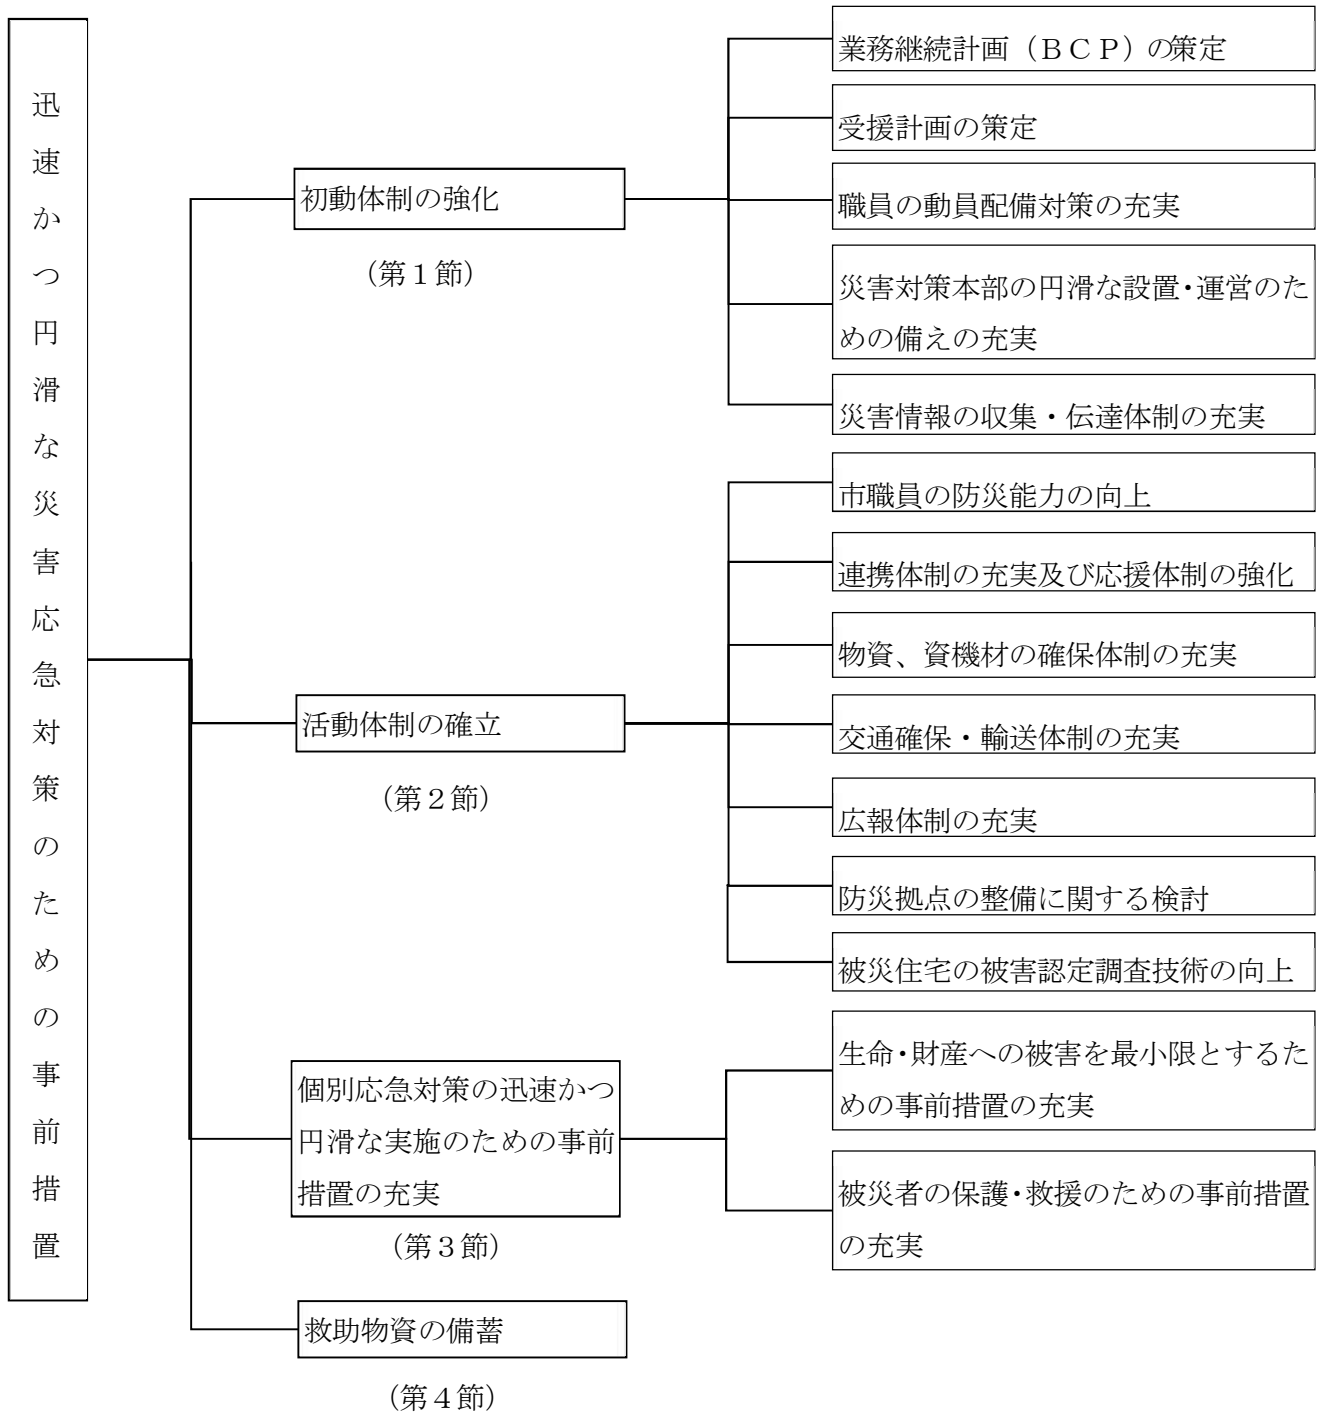 迅速かつ円滑な災害応急対策のための事前措置
初動体制の強化
（第１節）
業務継続計画（ＢＣＰ）の策定
受援計画の策定
職員の動員配備対策の充実
災害対策本部の円滑な設置･運営のた
めの備えの充実
災害情報の収集・伝達体制の充実
活動体制の確立
（第２節）
市職員の防災能力の向上
連携体制の充実及び応援体制の強化
物資、資機材の確保体制の充実
交通確保・輸送体制の充実
広報体制の充実
防災拠点の整備に関する検討
被災住宅の被害認定調査技術の向上
個別応急対策の迅速かつ
円滑な実施のための事前
措置の充実
（第３節）
生命･財産への被害を最小限とするた
めの事前措置の充実
被災者の保護･救援のための事前措置
の充実
救助物資の備蓄
（第４節）